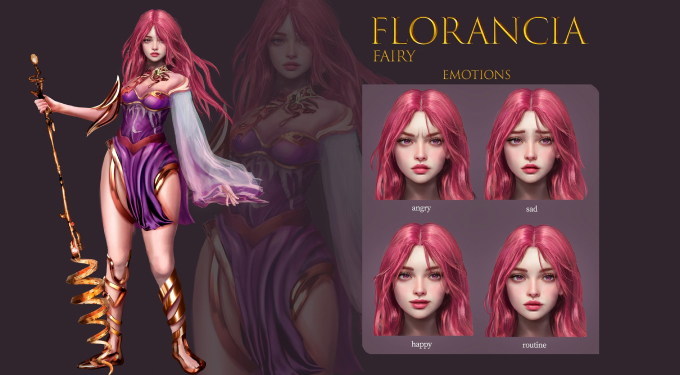 FLORANCIA
FAIRY
EMOTIONS
angry
sad
happy
routine